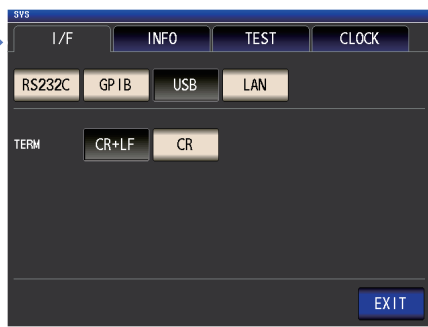 SYS
I/F INFO TEST CLOCK
RS232C GPIB USB LAN
TERM CR+LF CR
EXIT